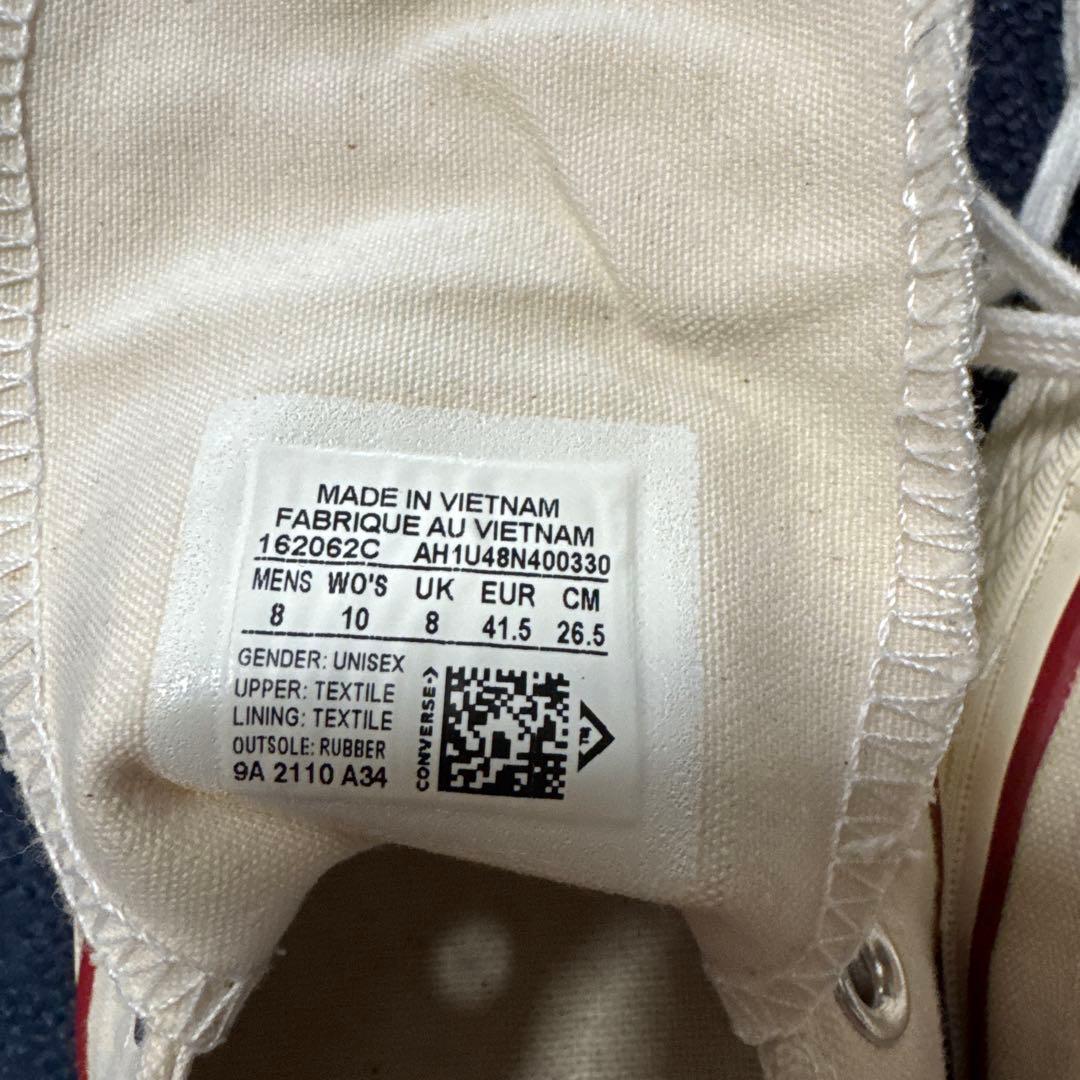 MADE IN VIETNAM
FABRIQUE AU VIETNAM
162062C AH1U48N400330
MENS WO'S UK EUR CM
8 10 8 41.5 26.5
GENDER: UNISEX
UPPER: TEXTILE
LINING: TEXTILE
OUTSOLE: RUBBER
9A 2110 A34
CONVERSE
TM